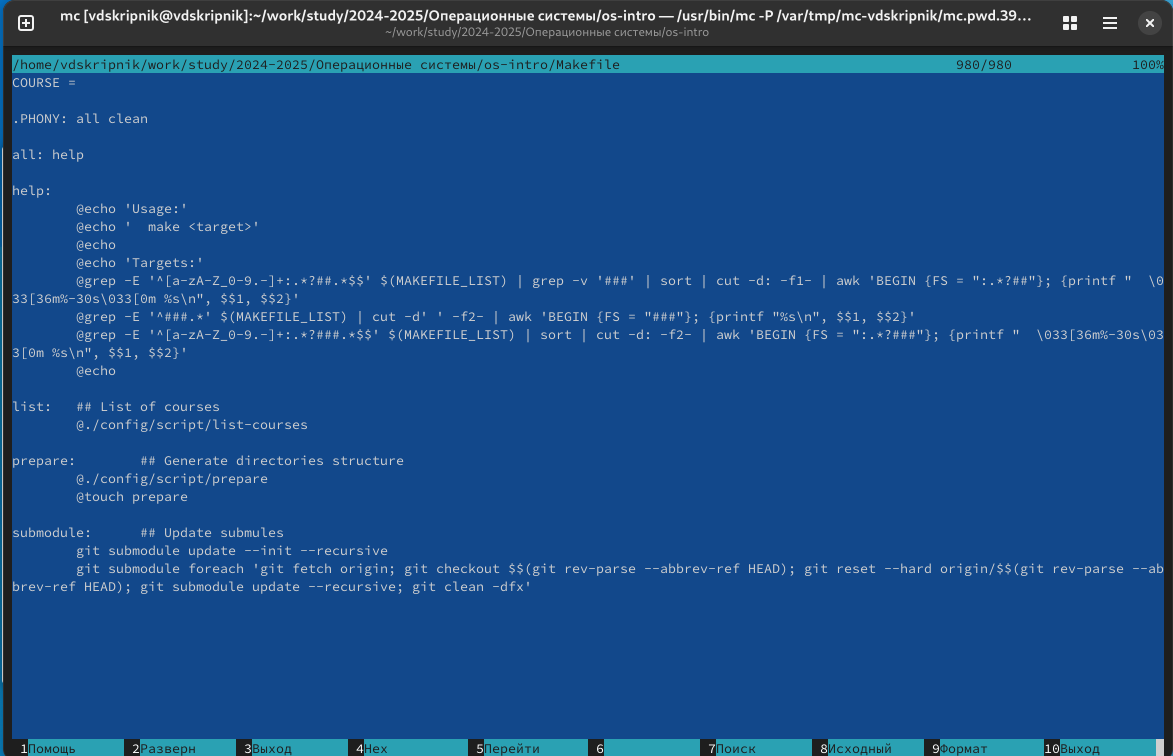 mc [vdskripnik@vdskripnik]:~/work/study/2024-2025/Операционные системы/os-intro — /usr/bin/mc -P /var/tmp/mc-vdskripnik/mc.pwd.39…
~/work/study/2024-2025/Операционные системы/os-intro
/home/vdskripnik/work/study/2024-2025/Операционные системы/os-intro/Makefile 980/980 100%
COURSE =
.PHONY: all clean
all: help
help:
@echo 'Usage:'
@echo '  make <target>'
@echo
@echo 'Targets:'
@grep -E '^[a-zA-Z_0-9.-]+:.*?##.*$$' $(MAKEFILE_LIST) | grep -v '###' | sort | cut -d: -f1- | awk 'BEGIN {FS = ":.*?##"}; {printf "  \0
33[36m%-30s\033[0m %s\n", $$1, $$2}'
@grep -E '^###.*' $(MAKEFILE_LIST) | cut -d' ' -f2- | awk 'BEGIN {FS = "###"}; {printf "%s\n", $$1, $$2}'
@grep -E '^[a-zA-Z_0-9.-]+:.*?###.*$$' $(MAKEFILE_LIST) | sort | cut -d: -f2- | awk 'BEGIN {FS = ":.*?###"}; {printf "  \033[36m%-30s\03
3[0m %s\n", $$1, $$2}'
@echo
list:   ## List of courses
@./config/script/list-courses
prepare:        ## Generate directories structure
@./config/script/prepare
@touch prepare
submodule:      ## Update submules
git submodule update --init --recursive
git submodule foreach 'git fetch origin; git checkout $$(git rev-parse --abbrev-ref HEAD); git reset --hard origin/$$(git rev-parse --ab
brev-ref HEAD); git submodule update --recursive; git clean -dfx'
1Помощь 2Разверн 3Выход 4Hex 5Перейти 6 7Поиск 8Исходный 9Формат 10Выход